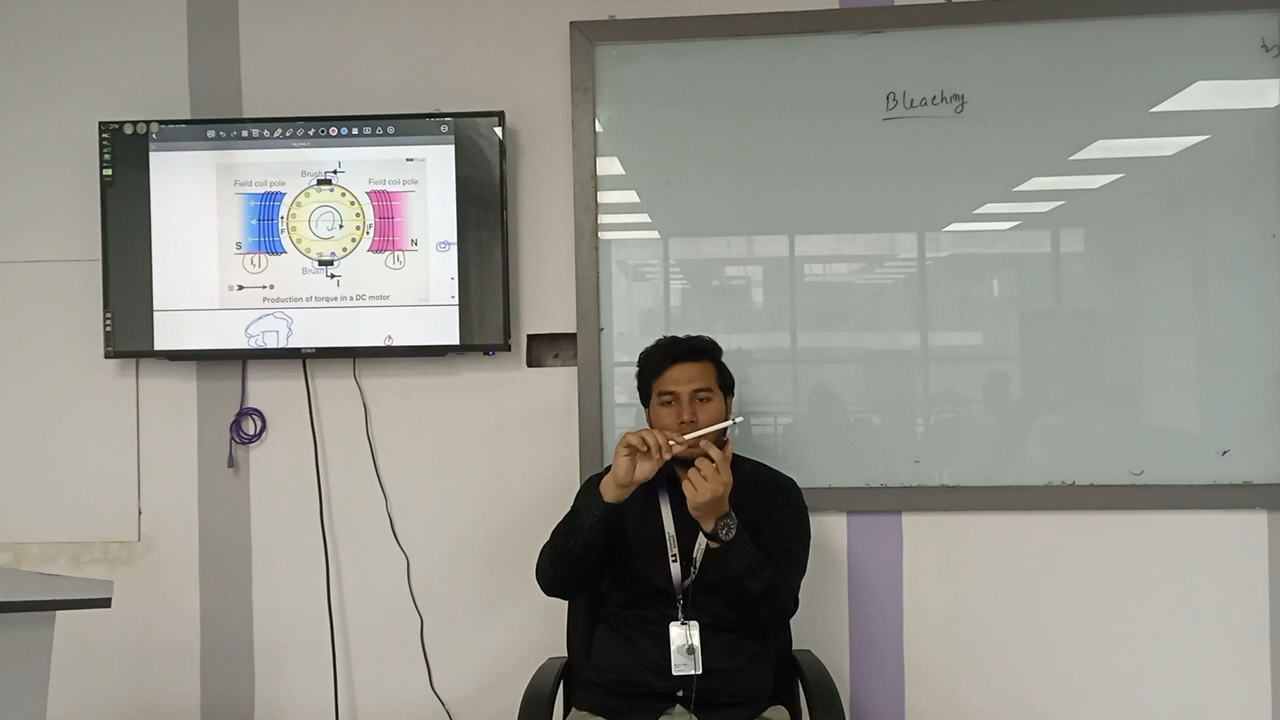 Bleaching
Brush
I
Field coil pole
Field coil pole
F
F
S
N
Brush
I
Production of torque in a DC motor